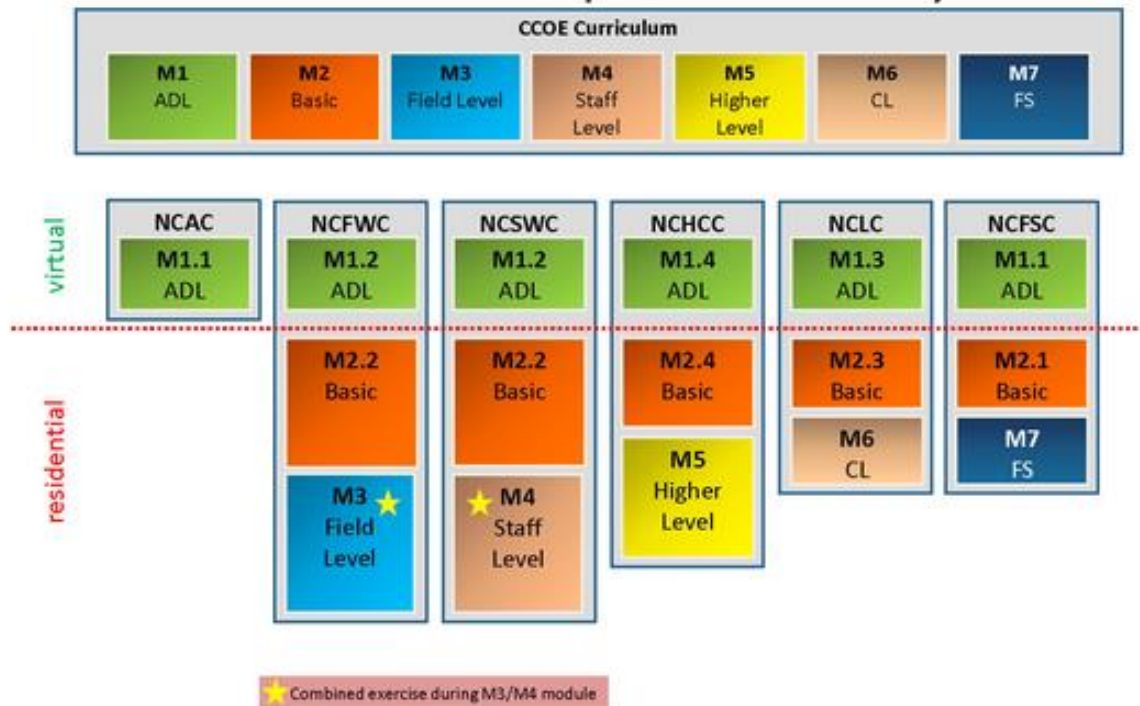 CCOE Curriculum
M1
ADL
M2
Basic
M3
Field Level
M4
Staff
Level
M5
Higher
Level
M6
CL
M7
FS
virtual
NCAC
M1.1
ADL
NCFWC
M1.2
ADL
M2.2
Basic
M3
Field
Level
NCSWC
M1.2
ADL
M2.2
Basic
M4
Staff
Level
NCHCC
M1.4
ADL
M2.4
Basic
M5
Higher
Level
NCLC
M1.3
ADL
M2.3
Basic
M6
CL
NCFSC
M1.1
ADL
M2.1
Basic
M7
FS
residential
Combined exercise during M3/M4 module